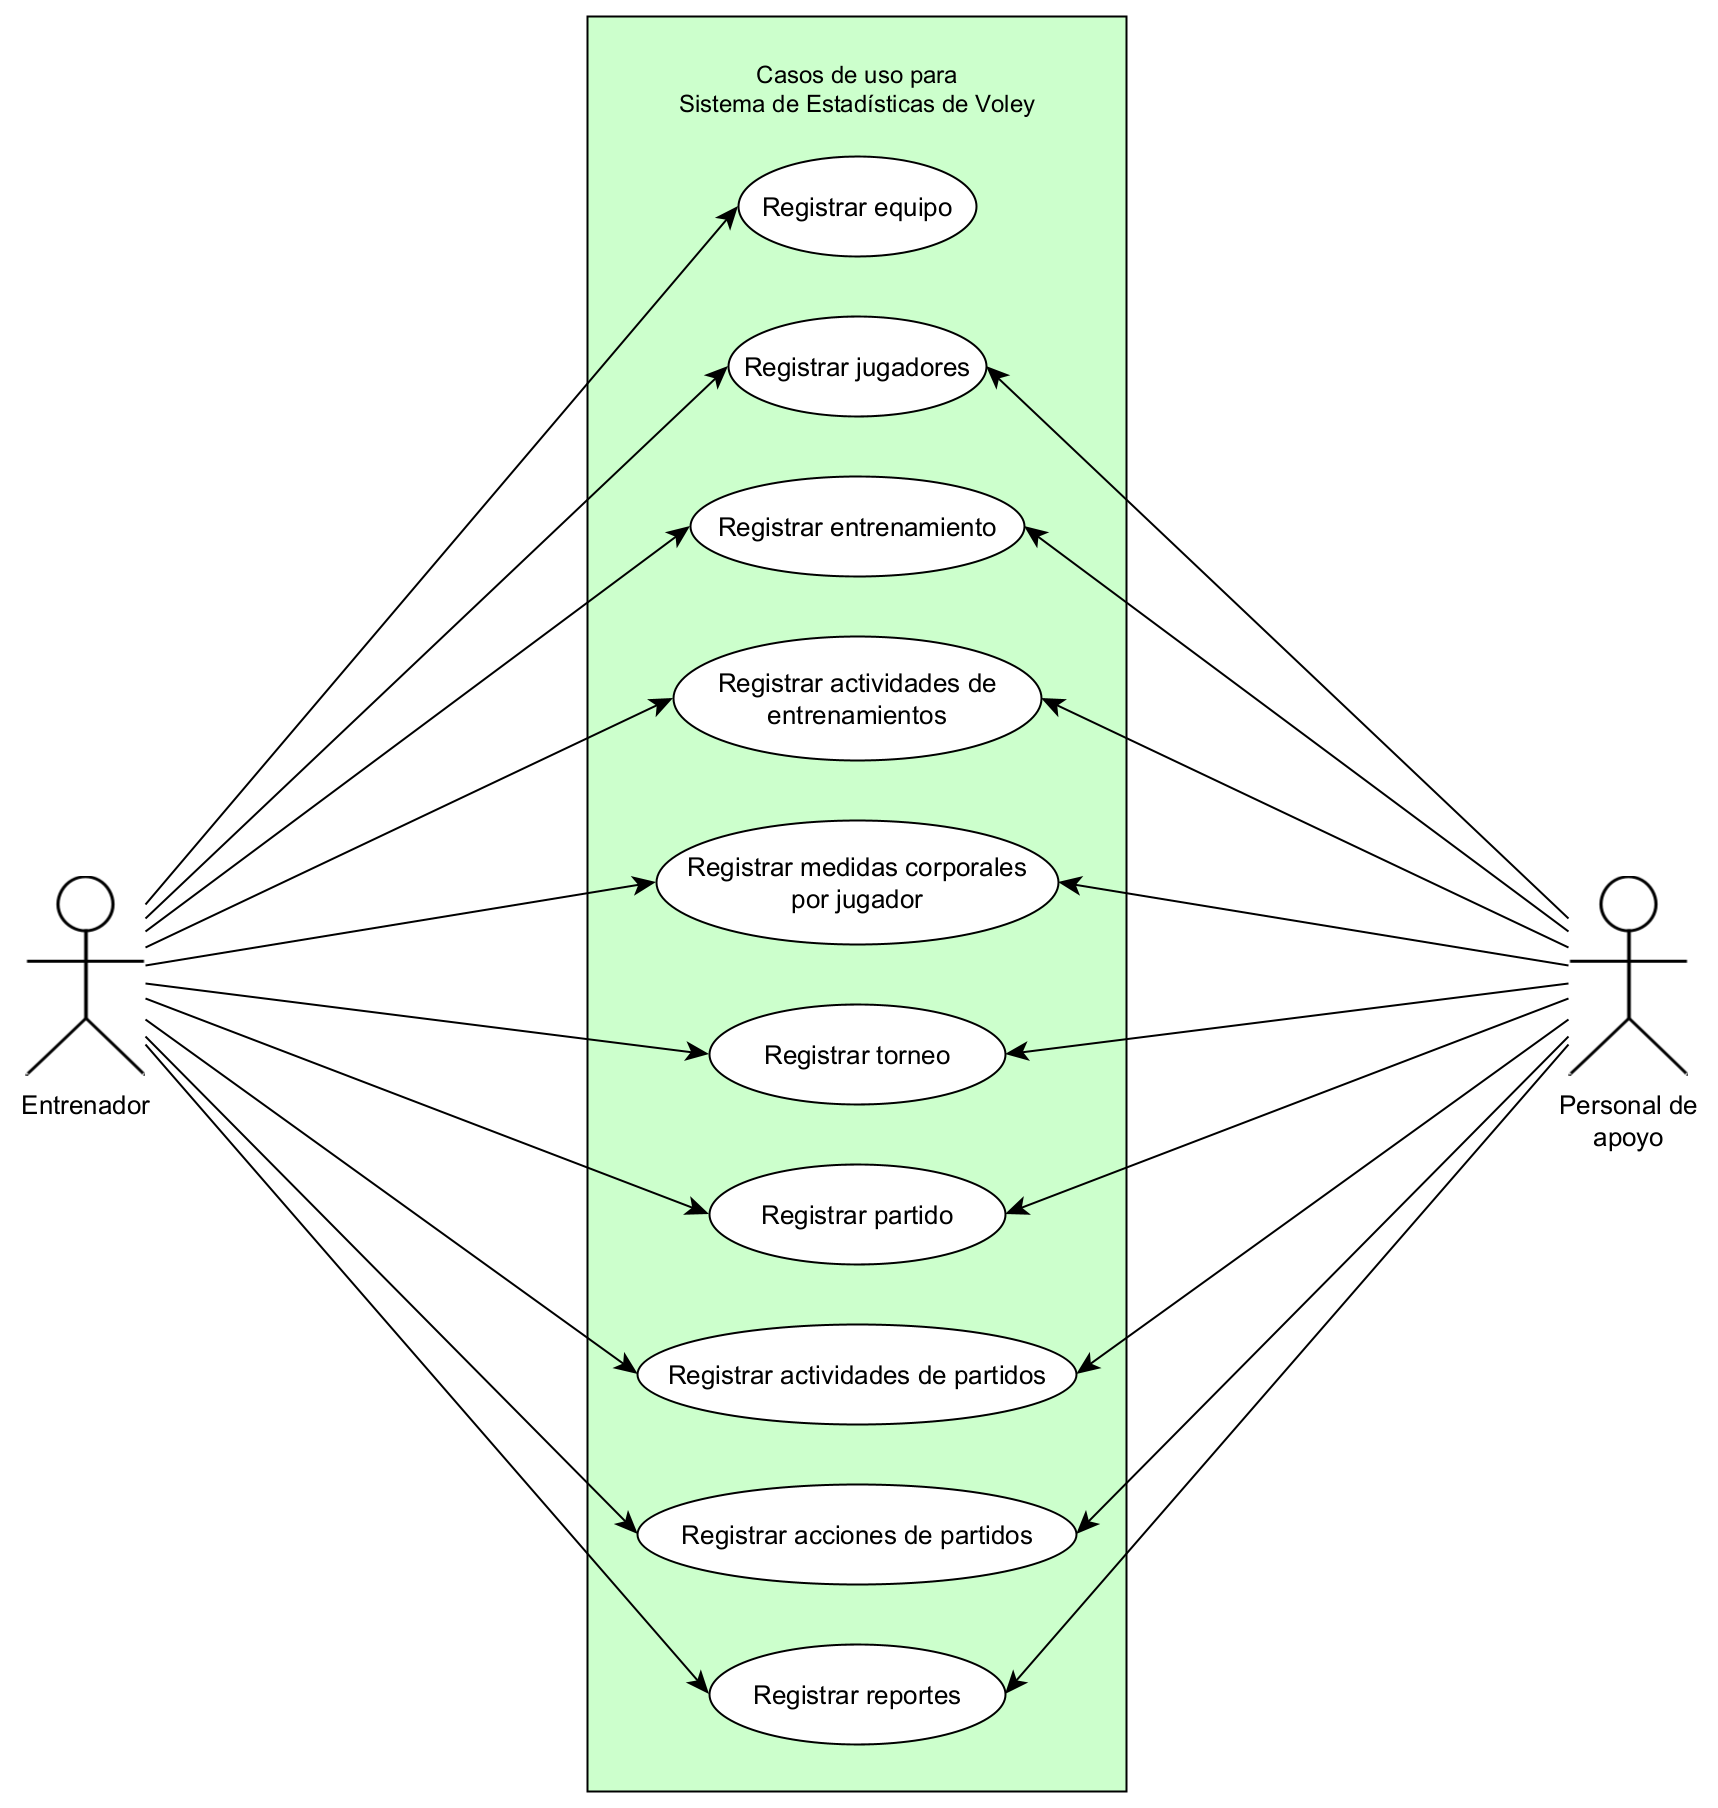 Casos de uso para
Sistema de Estadísticas de Voley
Registrar equipo
Registrar jugadores
Registrar entrenamiento
Registrar actividades de
entrenamientos
Registrar medidas corporales
por jugador
Registrar torneo
Registrar partido
Registrar actividades de partidos
Registrar acciones de partidos
Registrar reportes
Entrenador
Personal de
apoyo